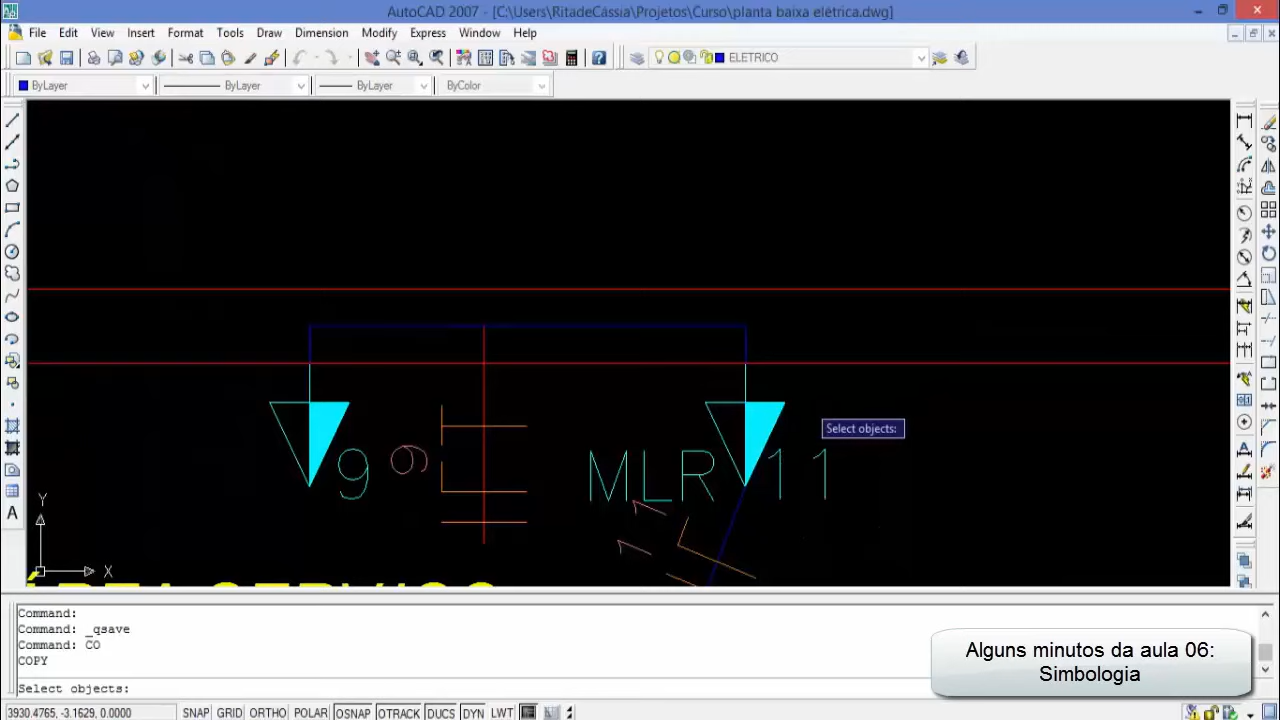 AutoCAD 2007 - [C:\Users\RitadeCássia\Projetos\Curso\planta baixa elétrica.dwg]
File Edit View Insert Format Tools Draw Dimension Modify Express Window Help
ELETRICO
ByLayer ByLayer ByLayer ByColor
Select objects:
9 6 MLR 11
11
Y
X
Command:
Command: _qsave
Command: CO
COPY
Select objects:
Alguns minutos da aula 06:
Simbologia
3930.4765, -3.1629, 0.0000 SNAP GRID ORTHO POLAR OSNAP OTRACK DUCS DYN LWT